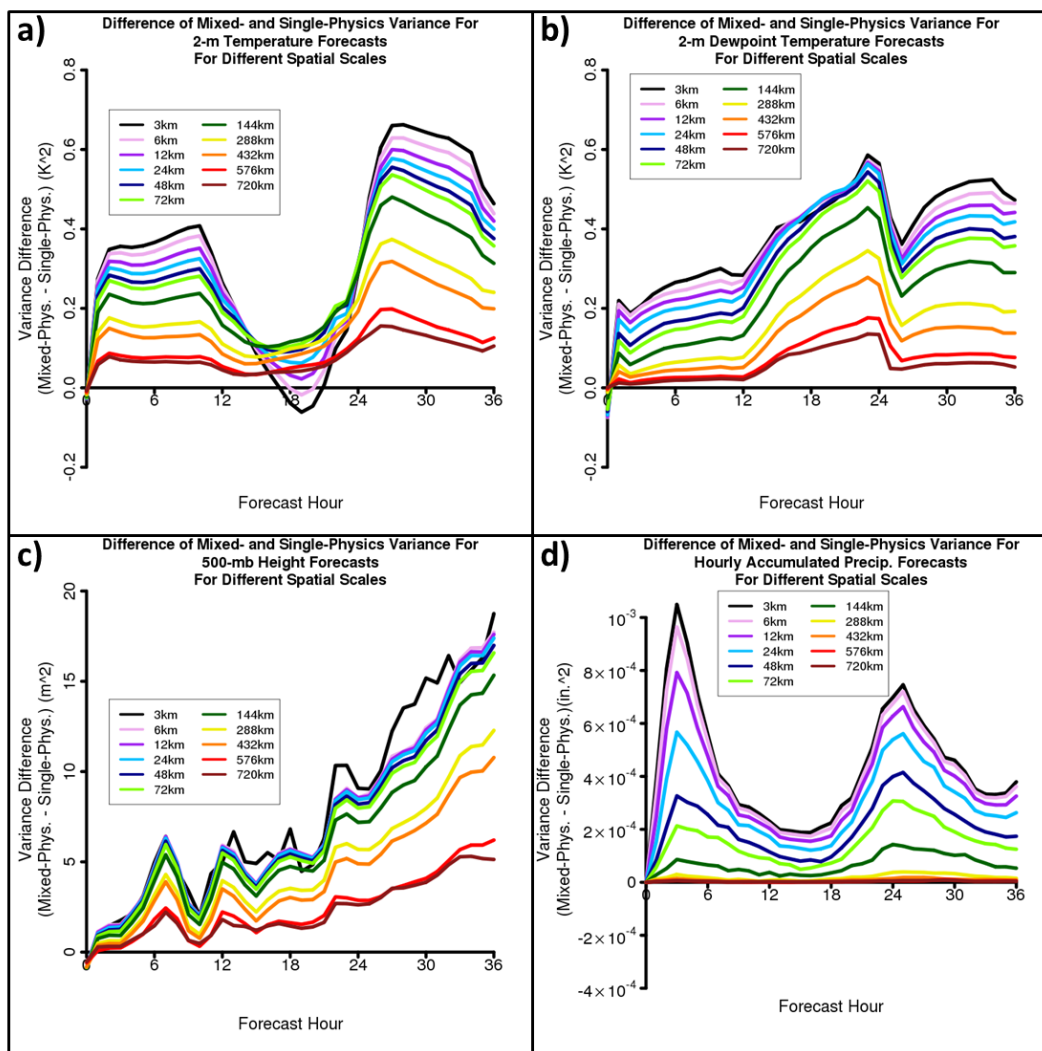 a)
Difference of Mixed- and Single-Physics Variance For
2-m Temperature Forecasts
For Different Spatial Scales
0.8
0.6
0.4
0.2
0.0
-0.2
Variance Difference
(Mixed-Phys. - Single-Phys.) (K^2)
3km
6km
12km
24km
48km
72km
144km
288km
432km
576km
720km
0 6 12 18 24 30 36
Forecast Hour
b)
Difference of Mixed- and Single-Physics Variance For
2-m Dewpoint Temperature Forecasts
For Different Spatial Scales
0.8
0.6
0.4
0.2
0.0
-0.2
Variance Difference
(Mixed-Phys. - Single-Phys.) (K^2)
3km
6km
12km
24km
48km
72km
144km
288km
432km
576km
720km
0 6 12 18 24 30 36
Forecast Hour
c)
Difference of Mixed- and Single-Physics Variance For
500-mb Height Forecasts
For Different Spatial Scales
20
15
10
5
0
Variance Difference
(Mixed-Phys. - Single-Phys.) (m^2)
3km
6km
12km
24km
48km
72km
144km
288km
432km
576km
720km
0 6 12 18 24 30 36
Forecast Hour
d)
Difference of Mixed- and Single-Physics Variance For
Hourly Accumulated Precip. Forecasts
For Different Spatial Scales
10^-3
8×10^-4
6×10^-4
4×10^-4
2×10^-4
0
-2×10^-4
-4×10^-4
Variance Difference
(Mixed-Phys. - Single-Phys.)(in.^2)
3km
6km
12km
24km
48km
72km
144km
288km
432km
576km
720km
0 6 12 18 24 30 36
Forecast Hour